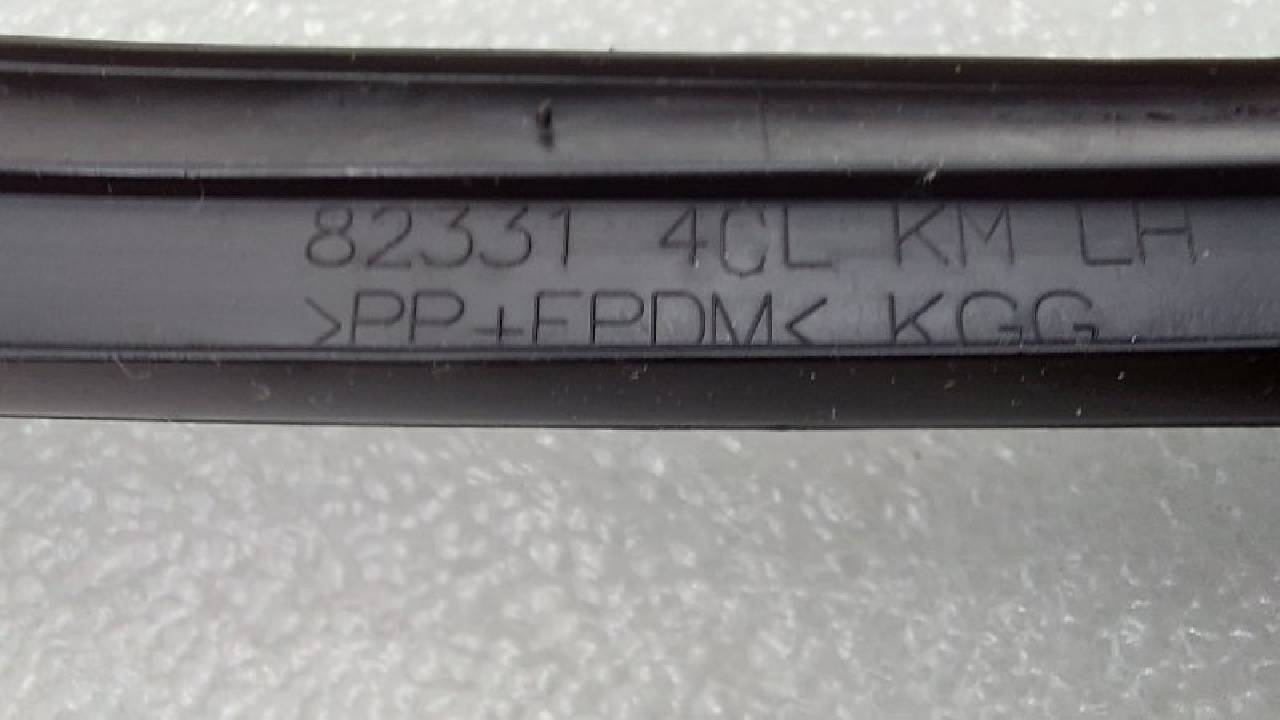 82331 4CL KM LH
>PP+EPDM< KGG